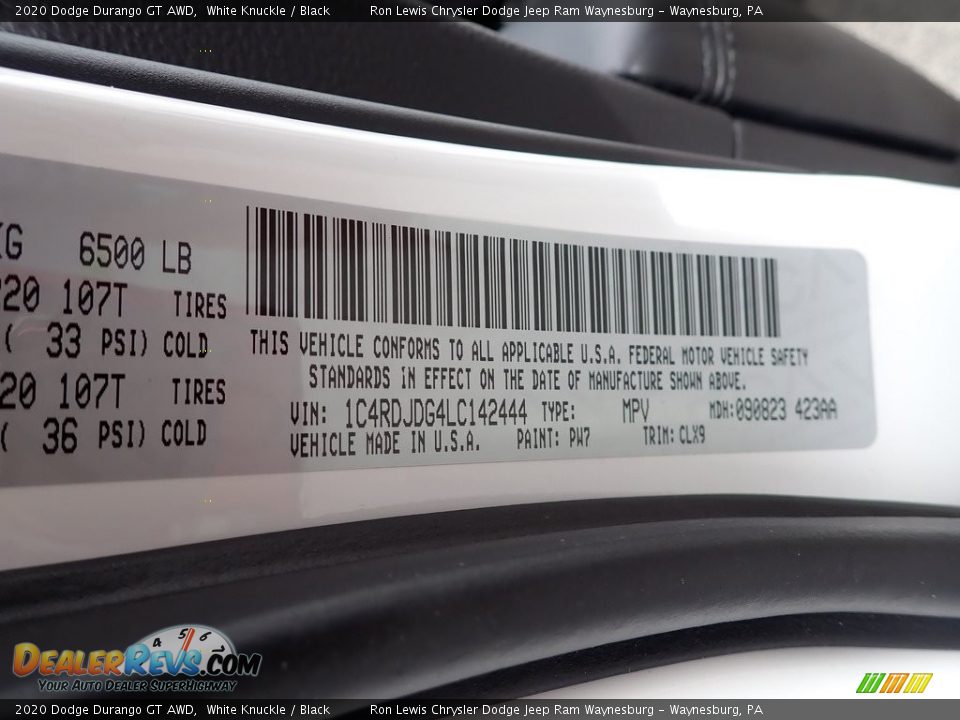 2020 Dodge Durango GT AWD, White Knuckle / Black Ron Lewis Chrysler Dodge Jeep Ram Waynesburg - Waynesburg, PA
KG 6500 LB
20 107T TIRES
( 33 PSI) COLD
20 107T TIRES
( 36 PSI) COLD
THIS VEHICLE CONFORMS TO ALL APPLICABLE U.S.A. FEDERAL MOTOR VEHICLE SAFETY
STANDARDS IN EFFECT ON THE DATE OF MANUFACTURE SHOWN ABOVE.
VIN: 1C4RDJDG4LC142444 TYPE: MPV MDH:090823 423AA
VEHICLE MADE IN U.S.A. PAINT: PW7 TRIM: CLX9
4 5 6
DealerRevs.com
Your Auto Dealer SuperHighway
2020 Dodge Durango GT AWD, White Knuckle / Black Ron Lewis Chrysler Dodge Jeep Ram Waynesburg - Waynesburg, PA